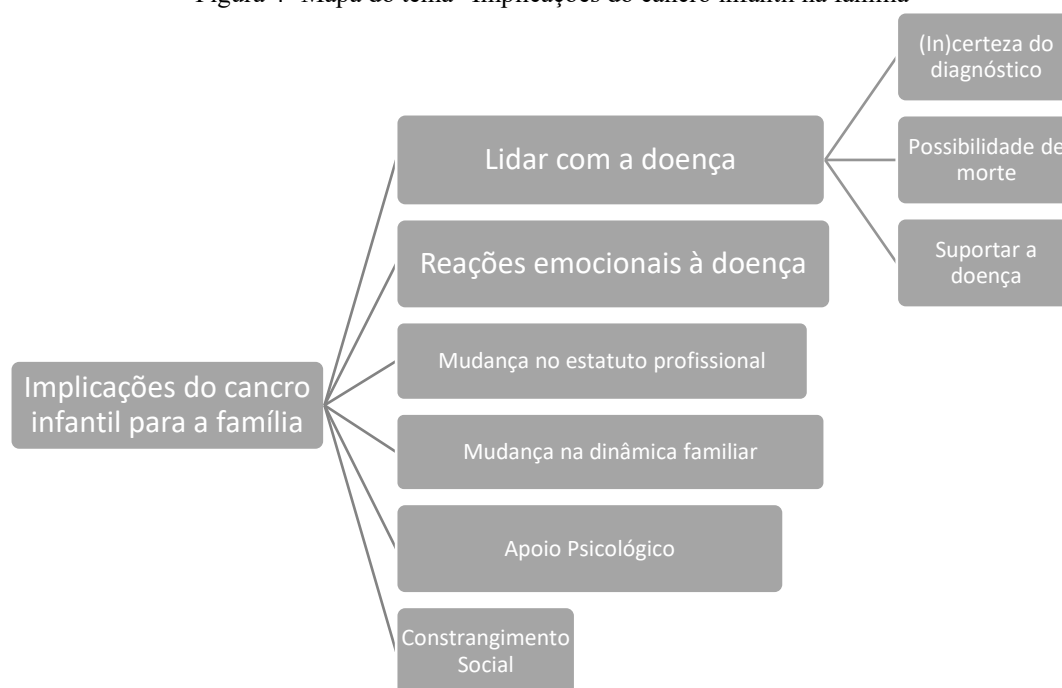 Figura 4- Mapa do tema "Implicações do cancro infantil na família"
(In)certeza do
diagnóstico
Lidar com a doença
Possibilidade de
morte
Suportar a
doença
Reações emocionais à doença
Mudança no estatuto profissional
Implicações do cancro
infantil para a família
Mudança na dinâmica familiar
Apoio Psicológico
Constrangimento
Social